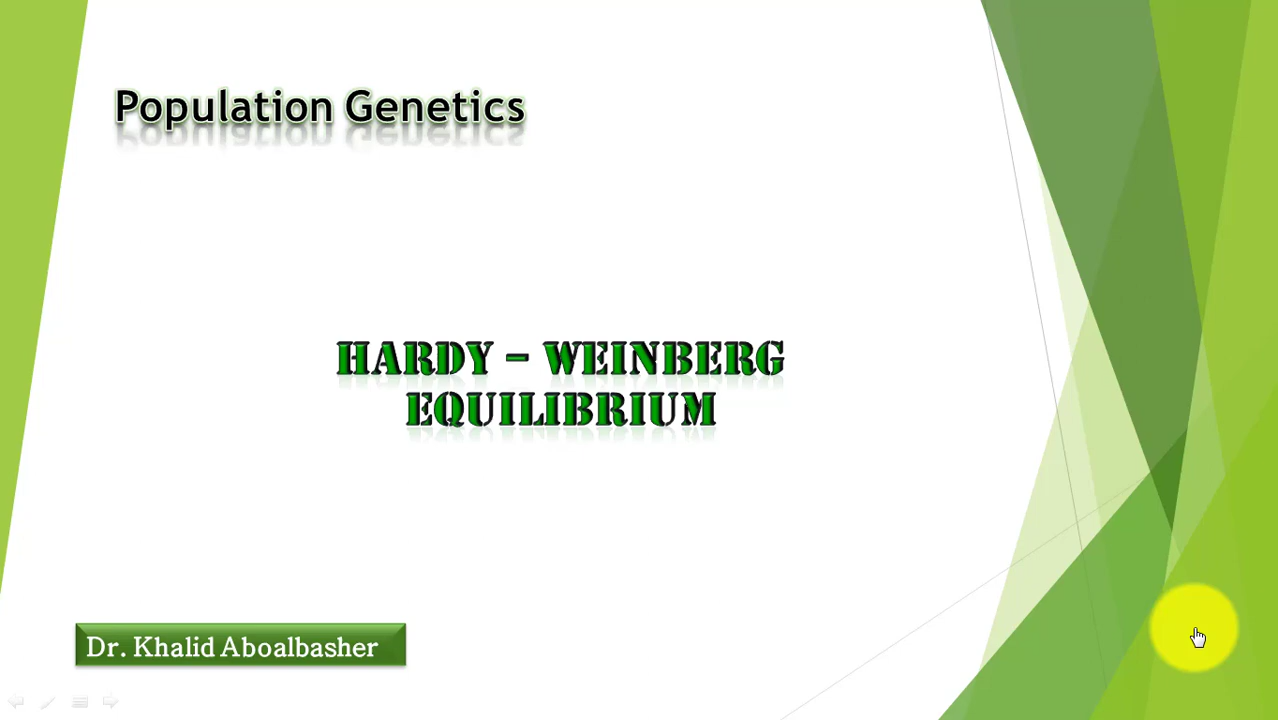 Population Genetics
HARDY – WEINBERG
EQUILIBRIUM
Dr. Khalid Aboalbasher